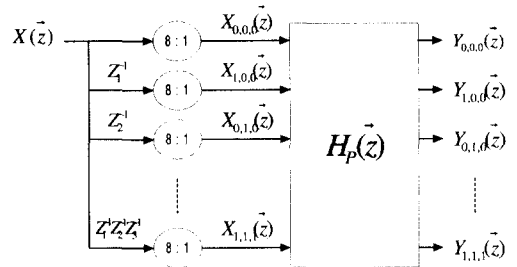 X(z⃗) 8 : 1 X₀,₀,₀(z⃗) Y₀,₀,₀(z⃗)
Z₁⁻¹ 8 : 1 X₁,₀,₀(z⃗) Y₁,₀,₀(z⃗)
Z₂⁻¹ 8 : 1 X₀,₁,₀(z⃗) Y₀,₁,₀(z⃗)
H_P(z⃗)
Z₁⁻¹Z₂⁻¹Z₃⁻¹ 8 : 1 X₁,₁,₁(z⃗) Y₁,₁,₁(z⃗)